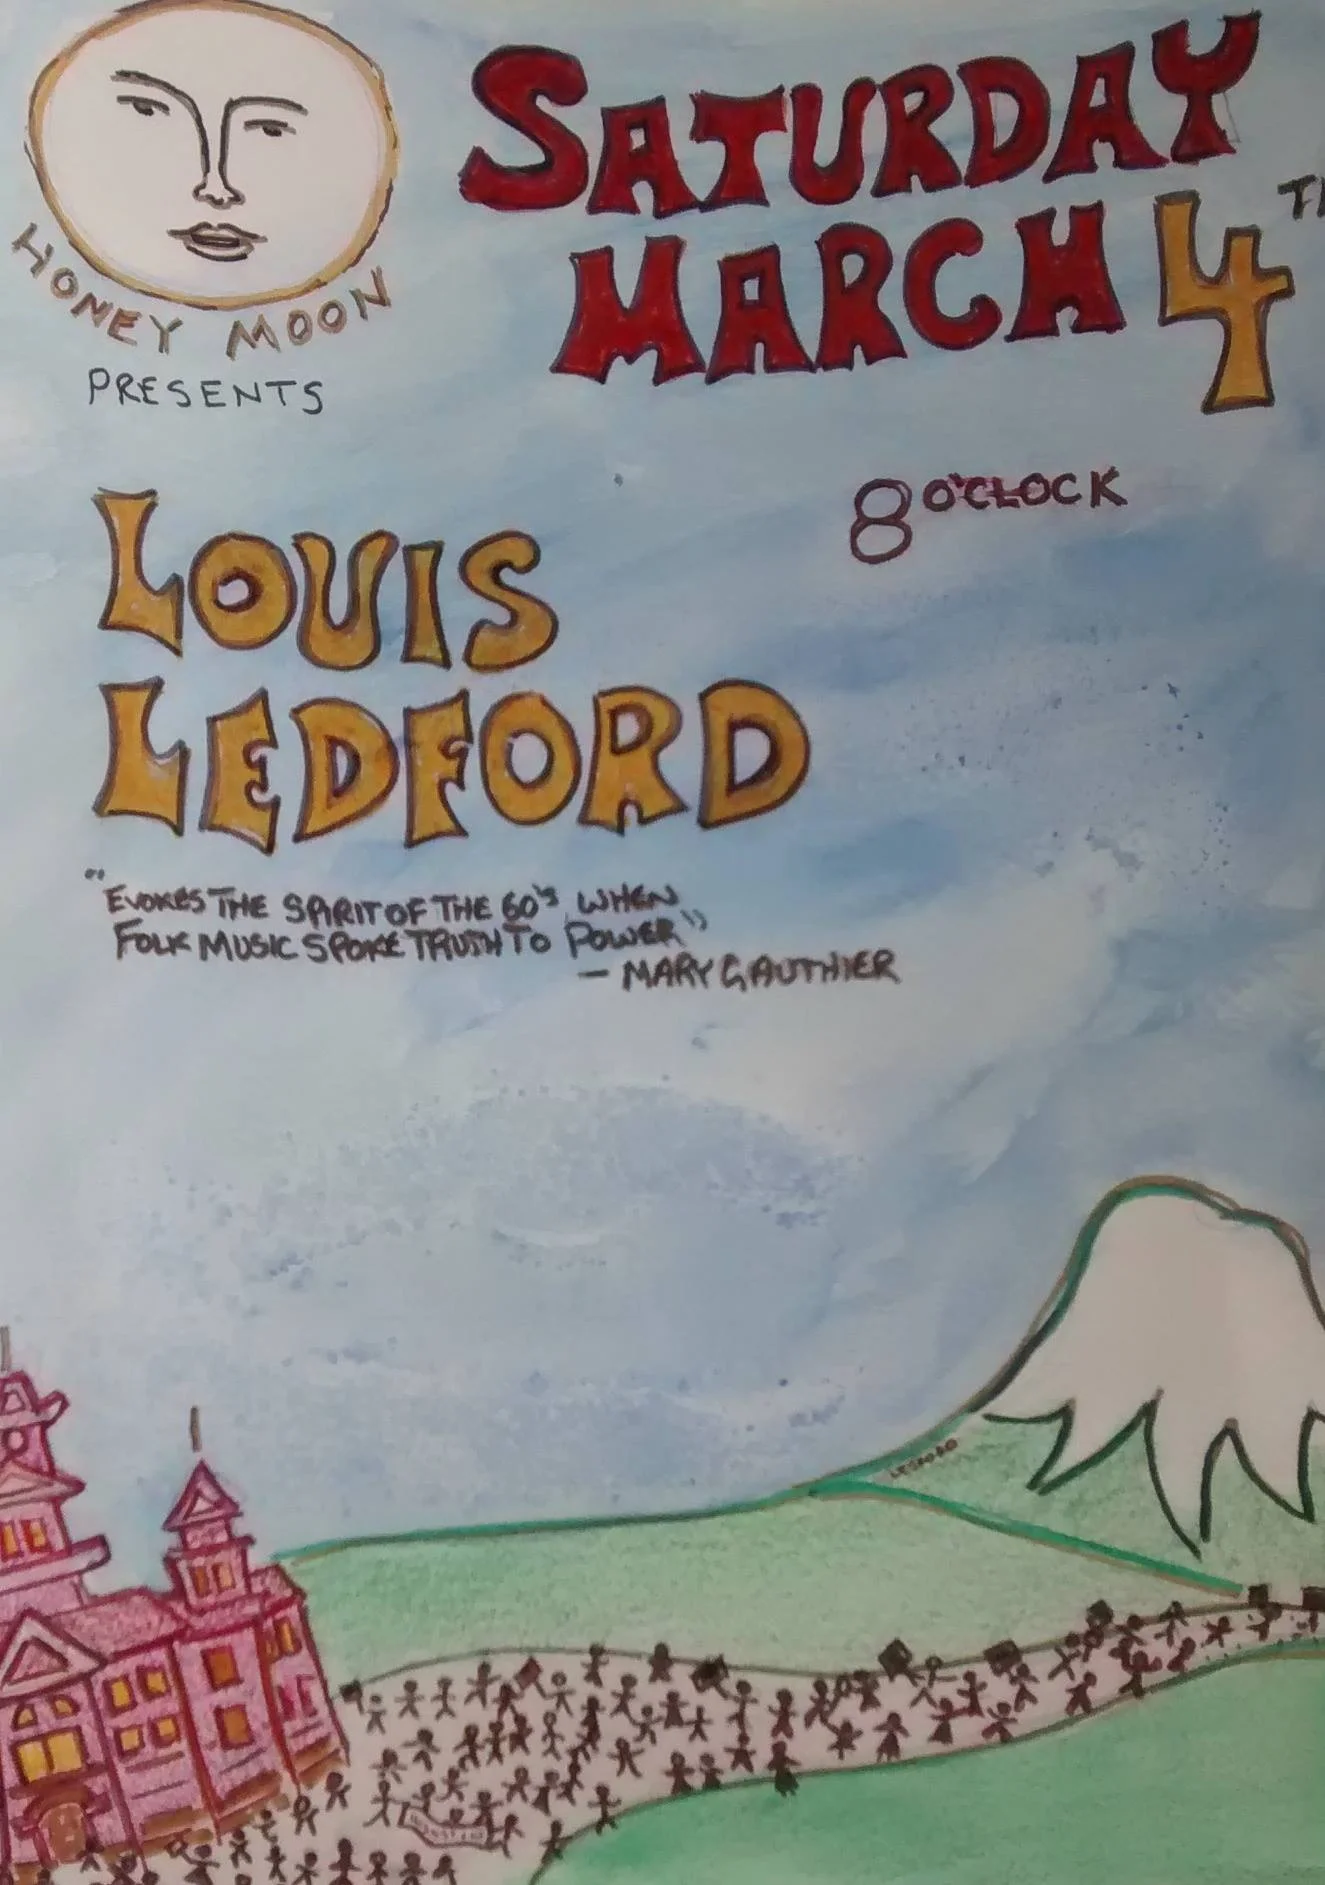 HONEY MOON
PRESENTS
SATURDAY
MARCH 4TH
8 O'CLOCK
LOUIS
LEDFORD
"EVOKES THE SPIRIT OF THE 60'S WHEN
FOLK MUSIC SPOKE TRUTH TO POWER"
— MARY GAUTHIER
LEDFORD